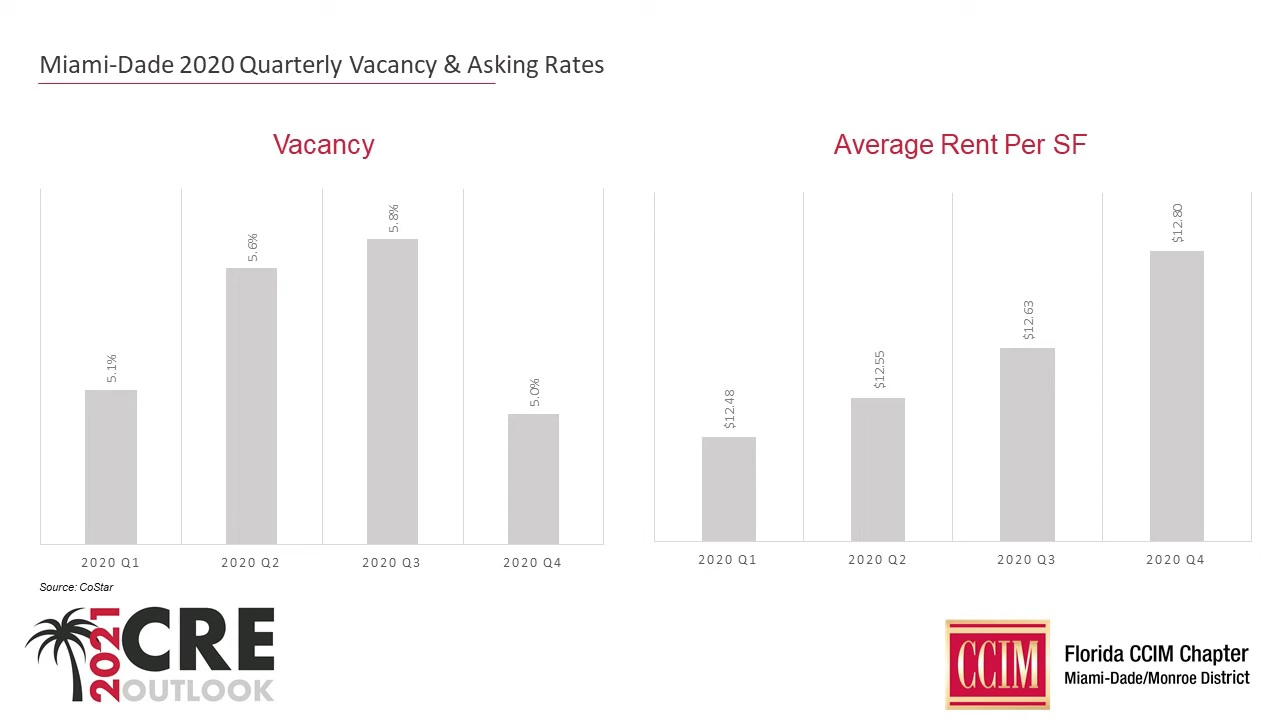 Miami-Dade 2020 Quarterly Vacancy & Asking Rates
Vacancy
5.1%
5.6%
5.8%
5.0%
2020 Q1
2020 Q2
2020 Q3
2020 Q4
Average Rent Per SF
$12.48
$12.55
$12.63
$12.80
2020 Q1
2020 Q2
2020 Q3
2020 Q4
Source: CoStar
2021
CRE
OUTLOOK
CCIM
Florida CCIM Chapter
Miami-Dade/Monroe District